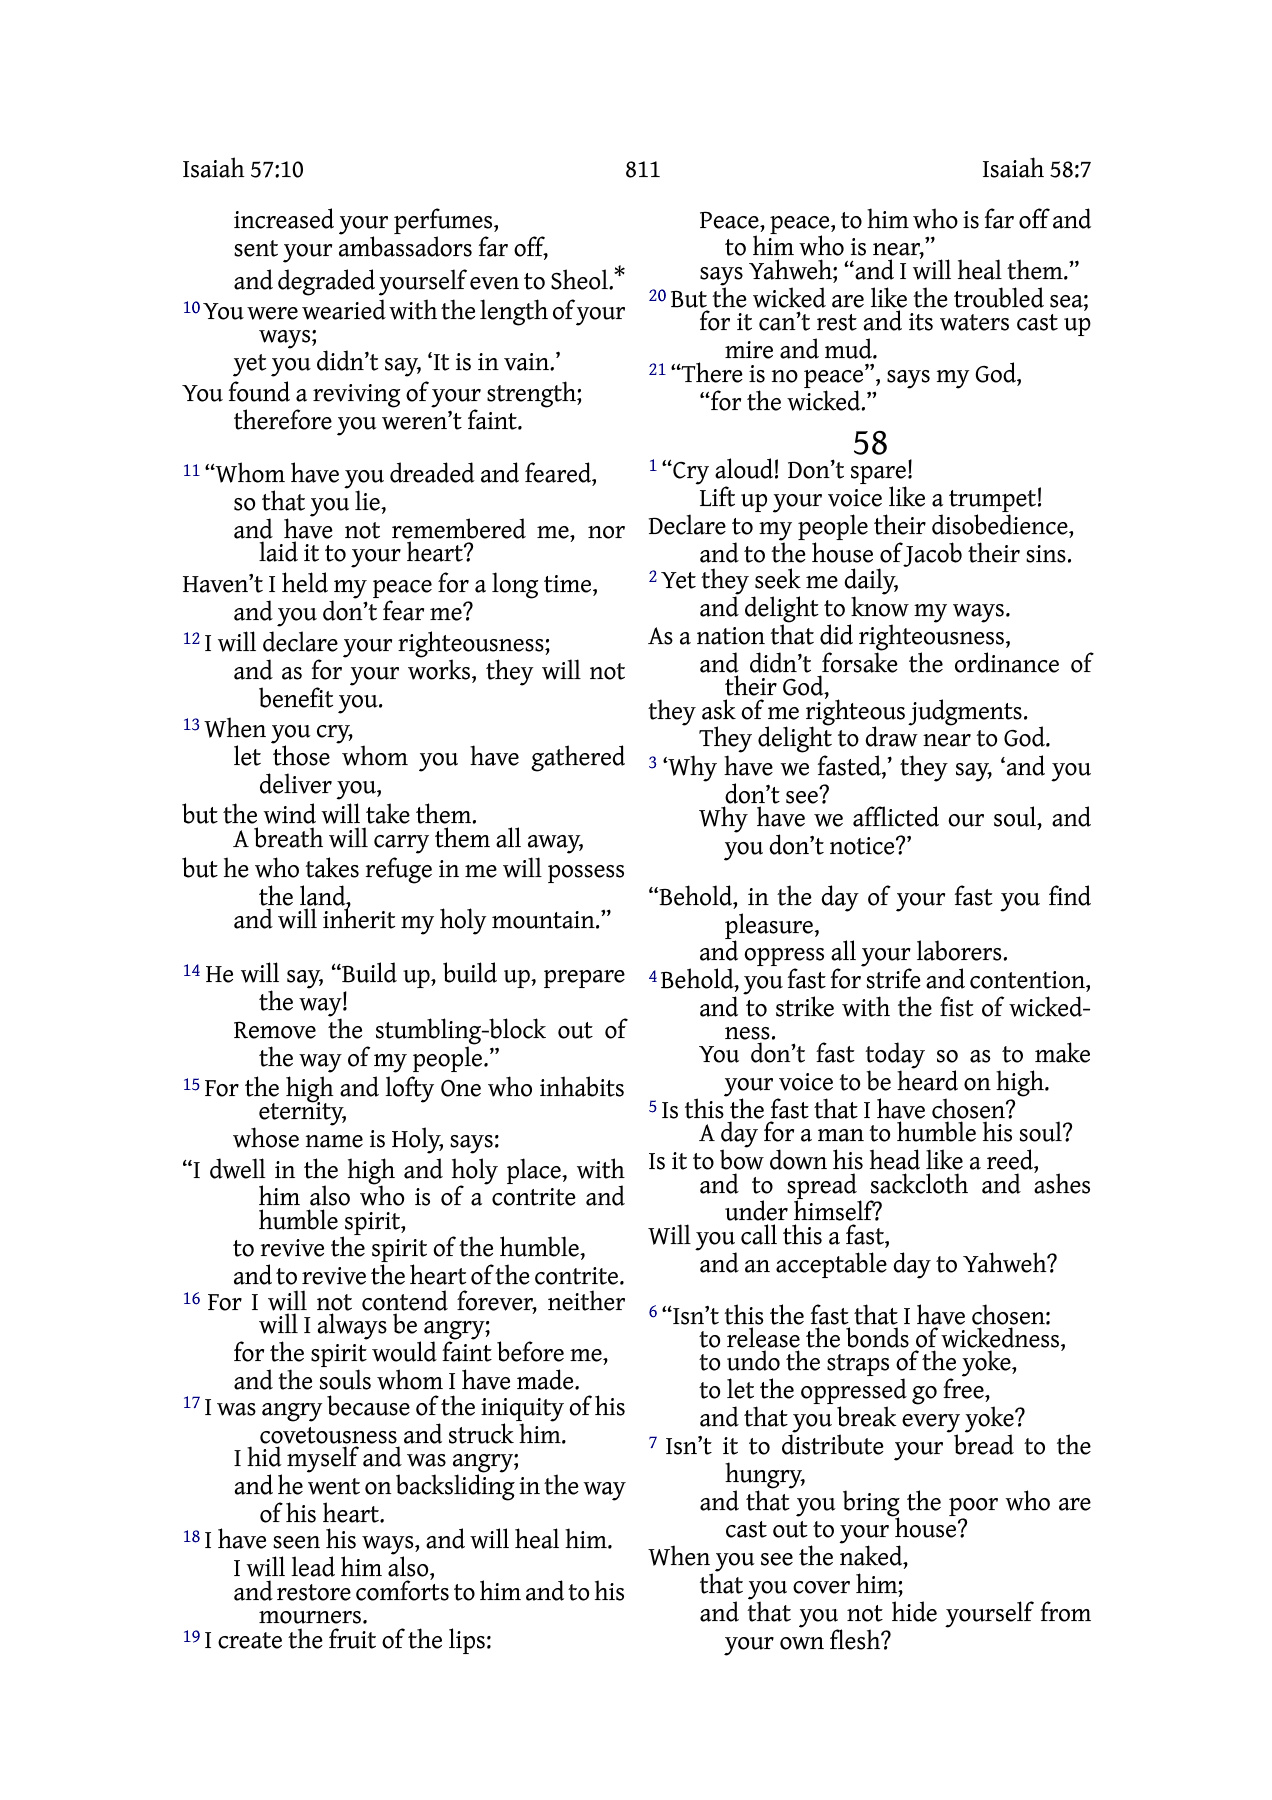 Isaiah 57:10 811 Isaiah 58:7
increased your perfumes,
sent your ambassadors far off,
and degraded yourself even to Sheol.*
10 You were wearied with the length of your
ways;
yet you didn’t say, ‘It is in vain.’
You found a reviving of your strength;
therefore you weren’t faint.
11 “Whom have you dreaded and feared,
so that you lie,
and have not remembered me, nor
laid it to your heart?
Haven’t I held my peace for a long time,
and you don’t fear me?
12 I will declare your righteousness;
and as for your works, they will not
benefit you.
13 When you cry,
let those whom you have gathered
deliver you,
but the wind will take them.
A breath will carry them all away,
but he who takes refuge in me will possess
the land,
and will inherit my holy mountain.”
14 He will say, “Build up, build up, prepare
the way!
Remove the stumbling-block out of
the way of my people.”
15 For the high and lofty One who inhabits
eternity,
whose name is Holy, says:
“I dwell in the high and holy place, with
him also who is of a contrite and
humble spirit,
to revive the spirit of the humble,
and to revive the heart of the contrite.
16 For I will not contend forever, neither
will I always be angry;
for the spirit would faint before me,
and the souls whom I have made.
17 I was angry because of the iniquity of his
covetousness and struck him.
I hid myself and was angry;
and he went on backsliding in the way
of his heart.
18 I have seen his ways, and will heal him.
I will lead him also,
and restore comforts to him and to his
mourners.
19 I create the fruit of the lips:
Peace, peace, to him who is far off and
to him who is near,”
says Yahweh; “and I will heal them.”
20 But the wicked are like the troubled sea;
for it can’t rest and its waters cast up
mire and mud.
21 “There is no peace”, says my God,
“for the wicked.”
58
1 “Cry aloud! Don’t spare!
Lift up your voice like a trumpet!
Declare to my people their disobedience,
and to the house of Jacob their sins.
2 Yet they seek me daily,
and delight to know my ways.
As a nation that did righteousness,
and didn’t forsake the ordinance of
their God,
they ask of me righteous judgments.
They delight to draw near to God.
3 ‘Why have we fasted,’ they say, ‘and you
don’t see?
Why have we afflicted our soul, and
you don’t notice?’
“Behold, in the day of your fast you find
pleasure,
and oppress all your laborers.
4 Behold, you fast for strife and contention,
and to strike with the fist of wicked-
ness.
You don’t fast today so as to make
your voice to be heard on high.
5 Is this the fast that I have chosen?
A day for a man to humble his soul?
Is it to bow down his head like a reed,
and to spread sackcloth and ashes
under himself?
Will you call this a fast,
and an acceptable day to Yahweh?
6 “Isn’t this the fast that I have chosen:
to release the bonds of wickedness,
to undo the straps of the yoke,
to let the oppressed go free,
and that you break every yoke?
7 Isn’t it to distribute your bread to the
hungry,
and that you bring the poor who are
cast out to your house?
When you see the naked,
that you cover him;
and that you not hide yourself from
your own flesh?